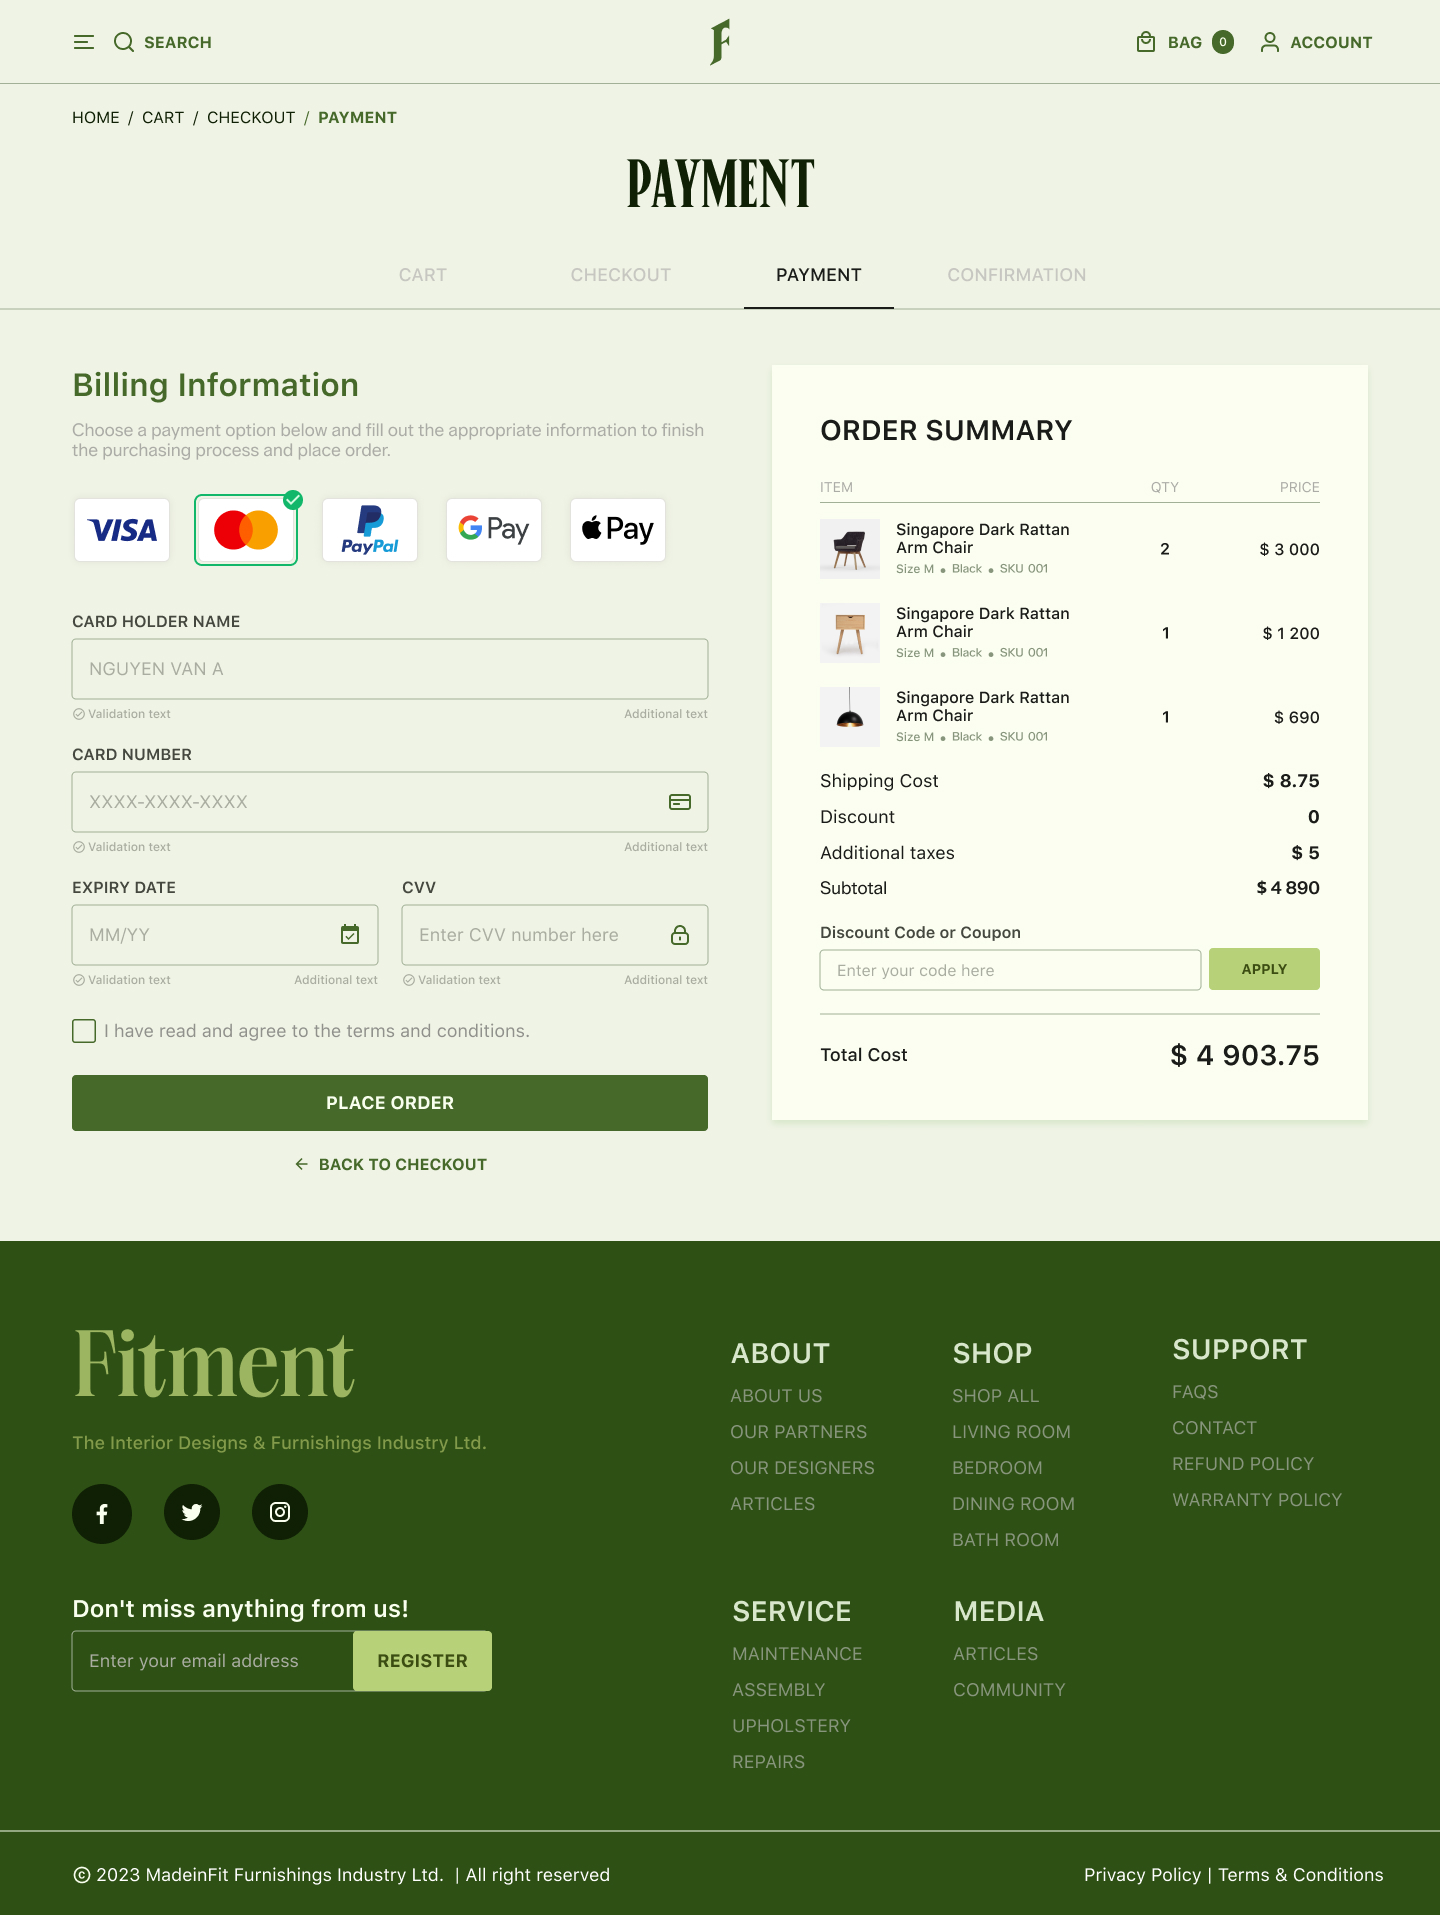 SEARCH
F
BAG 0 ACCOUNT
HOME / CART / CHECKOUT / PAYMENT
PAYMENT
CART CHECKOUT PAYMENT CONFIRMATION
Billing Information
Choose a payment option below and fill out the appropriate information to finish
the purchasing process and place order.
VISA
PayPal
G Pay
Pay
CARD HOLDER NAME
NGUYEN VAN A
Validation text Additional text
CARD NUMBER
XXXX-XXXX-XXXX
Validation text Additional text
EXPIRY DATE CVV
MM/YY Enter CVV number here
Validation text Additional text Validation text Additional text
I have read and agree to the terms and conditions.
PLACE ORDER
BACK TO CHECKOUT
ORDER SUMMARY
ITEM QTY PRICE
Singapore Dark Rattan
Arm Chair 2 $ 3 000
Size M • Black • SKU 001
Singapore Dark Rattan
Arm Chair 1 $ 1 200
Size M • Black • SKU 001
Singapore Dark Rattan
Arm Chair 1 $ 690
Size M • Black • SKU 001
Shipping Cost $ 8.75
Discount 0
Additional taxes $ 5
Subtotal $ 4 890
Discount Code or Coupon
Enter your code here APPLY
Total Cost $ 4 903.75
Fitment
The Interior Designs & Furnishings Industry Ltd.
Don't miss anything from us!
Enter your email address REGISTER
ABOUT
ABOUT US
OUR PARTNERS
OUR DESIGNERS
ARTICLES
SHOP
SHOP ALL
LIVING ROOM
BEDROOM
DINING ROOM
BATH ROOM
SUPPORT
FAQS
CONTACT
REFUND POLICY
WARRANTY POLICY
SERVICE
MAINTENANCE
ASSEMBLY
UPHOLSTERY
REPAIRS
MEDIA
ARTICLES
COMMUNITY
© 2023 MadeinFit Furnishings Industry Ltd. | All right reserved
Privacy Policy | Terms & Conditions